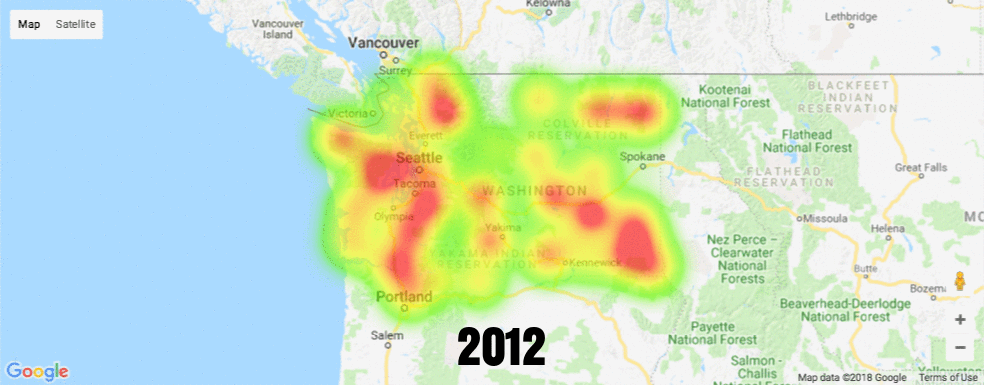 Map Satellite
Kelowna
Lethbridge
Vancouver
Island
Vancouver
Surrey
BLACKFEET
INDIAN
RESERVATION
Kootenai
National Forest
Victoria
COLVILLE
RESERVATION
Everett
Flathead
National Forest
Seattle
Spokane
Great Falls
FLATHEAD
RESERVATION
Tacoma
WASHINGTON
Olympia
Missoula
MO
Yakima
Helena
Nez Perce –
Clearwater
National
Forests
YAKAMA INDIAN
RESERVATION
Kennewick
Butte
Bozem
Portland
Beaverhead-Deerlodge
National Forest
Salem
Payette
National Forest
2012
Salmon -
Challis
National
Yellowston
Google
Map data ©2018 Google Terms of Use